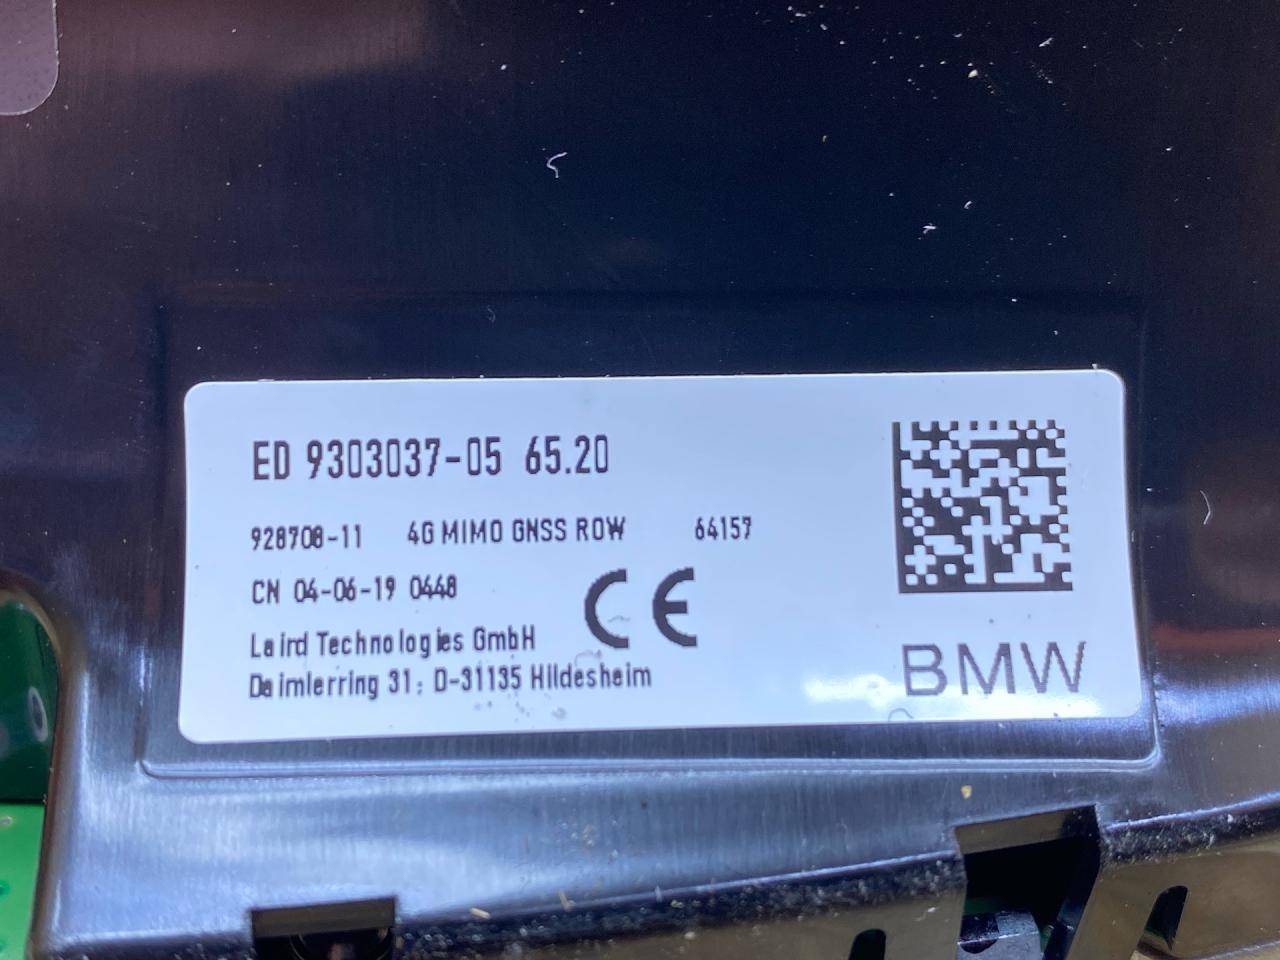 ED 9303037-05 65.20
928708-11 4G MIMO GNSS ROW 64157
CN 04-06-19 0448
CE
Laird Technologies GmbH
Daimlerring 31; D-31135 Hildesheim
BMW